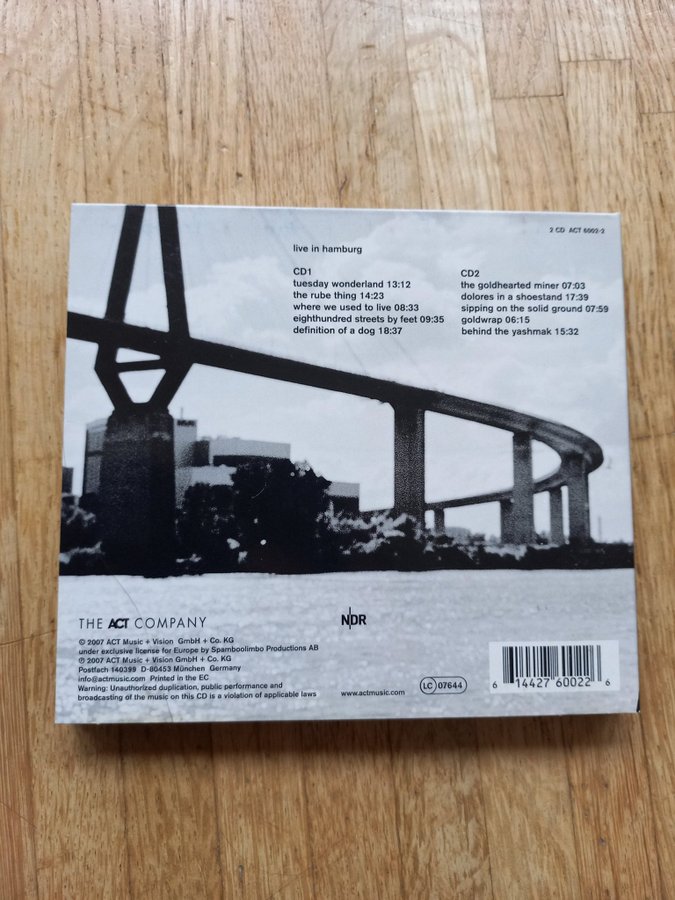 2 CD ACT 6002-2
live in hamburg
CD1
tuesday wonderland 13:12
the rube thing 14:23
where we used to live 08:33
eighthundred streets by feet 09:35
definition of a dog 18:37
CD2
the goldhearted miner 07:03
dolores in a shoestand 17:39
sipping on the solid ground 07:59
goldwrap 06:15
behind the yashmak 15:32
THE ACT COMPANY
© 2007 ACT Music + Vision GmbH + Co. KG
under exclusive license for Europe by Spamboolimbo Productions AB
℗ 2007 ACT Music + Vision GmbH + Co. KG
Postfach 140399 D-80453 München Germany
info@actmusic.com Printed in the EC
Warning: Unauthorized duplication, public performance and
broadcasting of the music on this CD is a violation of applicable laws
NDR
www.actmusic.com
LC 07644
6 14427 60022 6